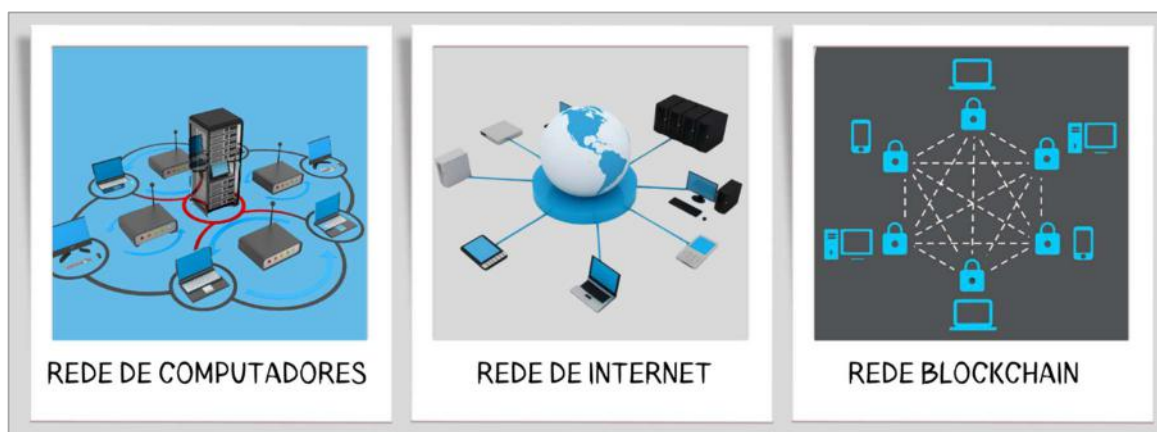 REDE DE COMPUTADORES
REDE DE INTERNET
REDE BLOCKCHAIN